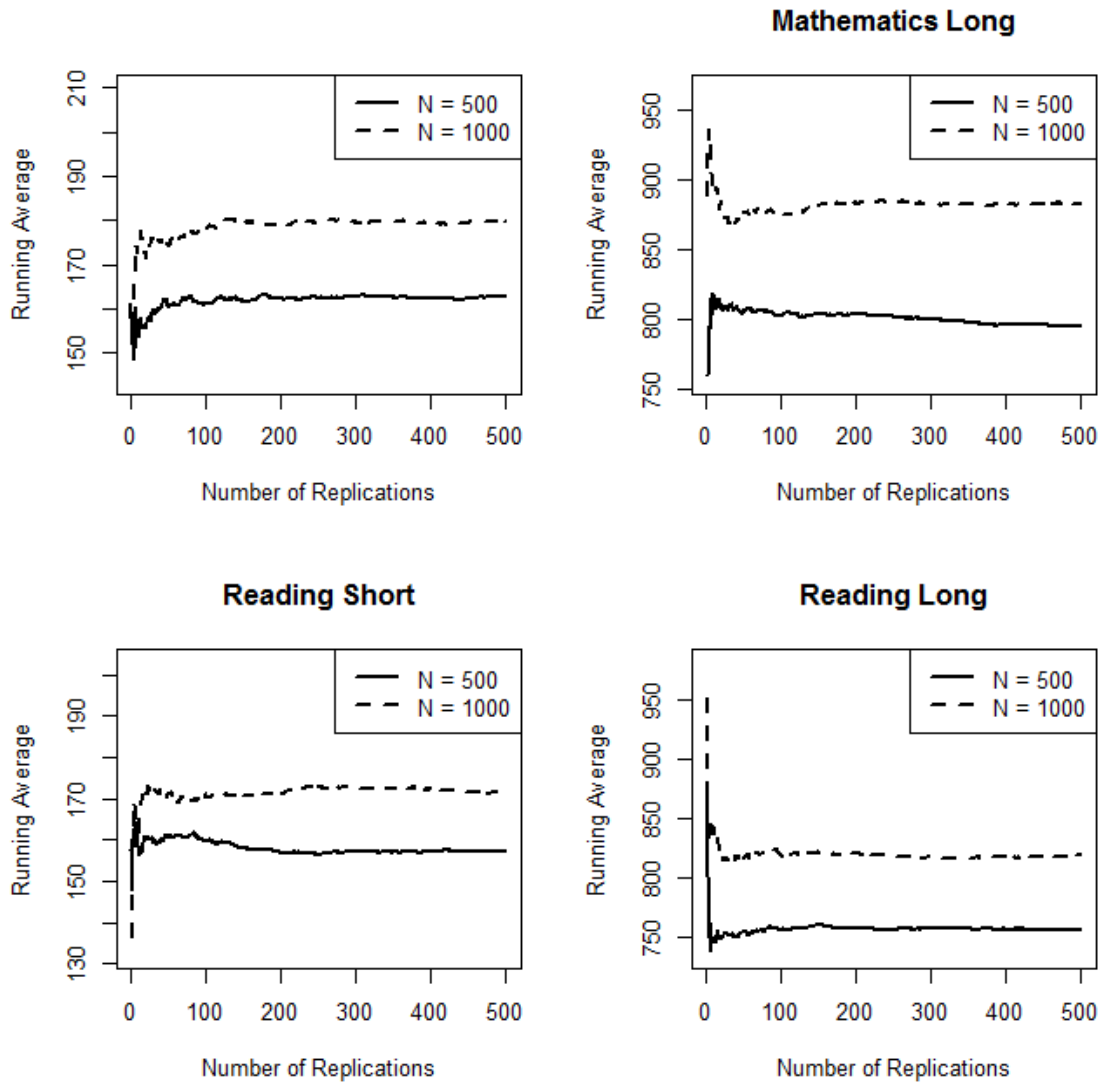 210
190
170
150
Running Average
N = 500
N = 1000
0 100 200 300 400 500
Number of Replications
Mathematics Long
950
900
850
800
750
Running Average
N = 500
N = 1000
0 100 200 300 400 500
Number of Replications
Reading Short
190
170
150
130
Running Average
N = 500
N = 1000
0 100 200 300 400 500
Number of Replications
Reading Long
950
900
850
800
750
Running Average
N = 500
N = 1000
0 100 200 300 400 500
Number of Replications